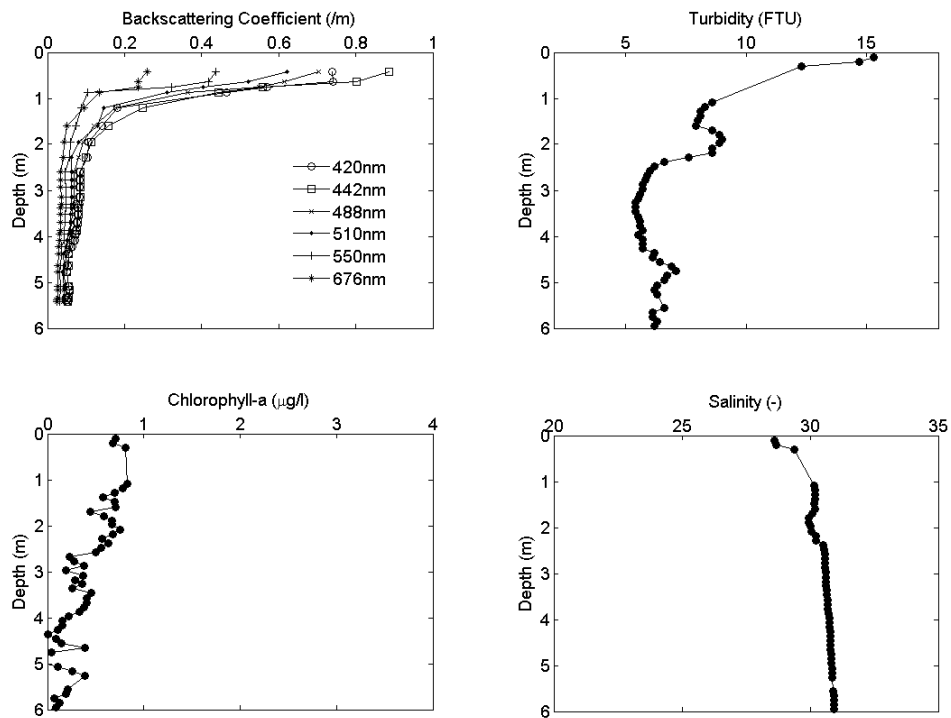 Backscattering Coefficient (/m)
0 0.2 0.4 0.6 0.8 1
0
1
2
3
4
5
6
Depth (m)
420nm
442nm
488nm
510nm
550nm
676nm
Turbidity (FTU)
5 10 15
0
1
2
3
4
5
6
Depth (m)
Chlorophyll-a (μg/l)
0 1 2 3 4
0
1
2
3
4
5
6
Depth (m)
Salinity (-)
20 25 30 35
0
1
2
3
4
5
6
Depth (m)